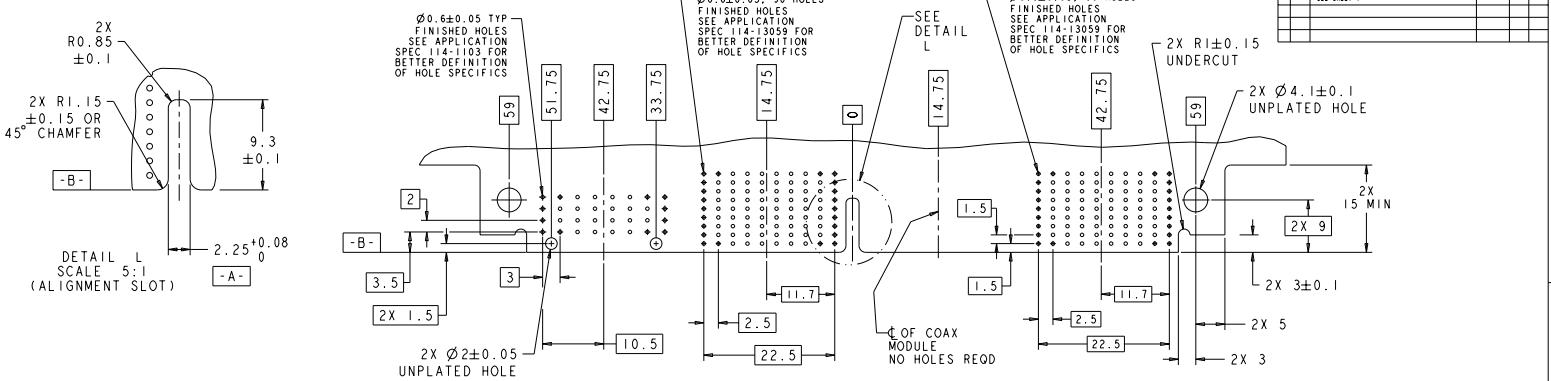 2X
R0.85
±0.1
2X R1.15
±0.15 OR
45° CHAMFER
9.3
±0.1
-B-
2.25 +0.08
0
-A-
DETAIL L
SCALE 5:1
(ALIGNMENT SLOT)
Ø0.6±0.05 TYP
FINISHED HOLES
SEE APPLICATION
SPEC 114-1103 FOR
BETTER DEFINITION
OF HOLE SPECIFICS
FINISHED HOLES
SEE APPLICATION
SPEC 114-13059 FOR
BETTER DEFINITION
OF HOLE SPECIFICS
SEE
DETAIL
L
FINISHED HOLES
SEE APPLICATION
SPEC 114-13059 FOR
BETTER DEFINITION
OF HOLE SPECIFICS
2X R1±0.15
UNDERCUT
2X Ø4.1±0.1
UNPLATED HOLE
59
51.75
42.75
33.75
14.75
0
14.75
42.75
59
2
-B-
3.5
2X 1.5
3
10.5
2X Ø2±0.05
UNPLATED HOLE
11.7
2.5
22.5
℄ OF COAX
MODULE
NO HOLES REQD
1.5
1.5
11.7
2.5
22.5
2X
15 MIN
2X 9
2X 3±0.1
2X 5
2X 3